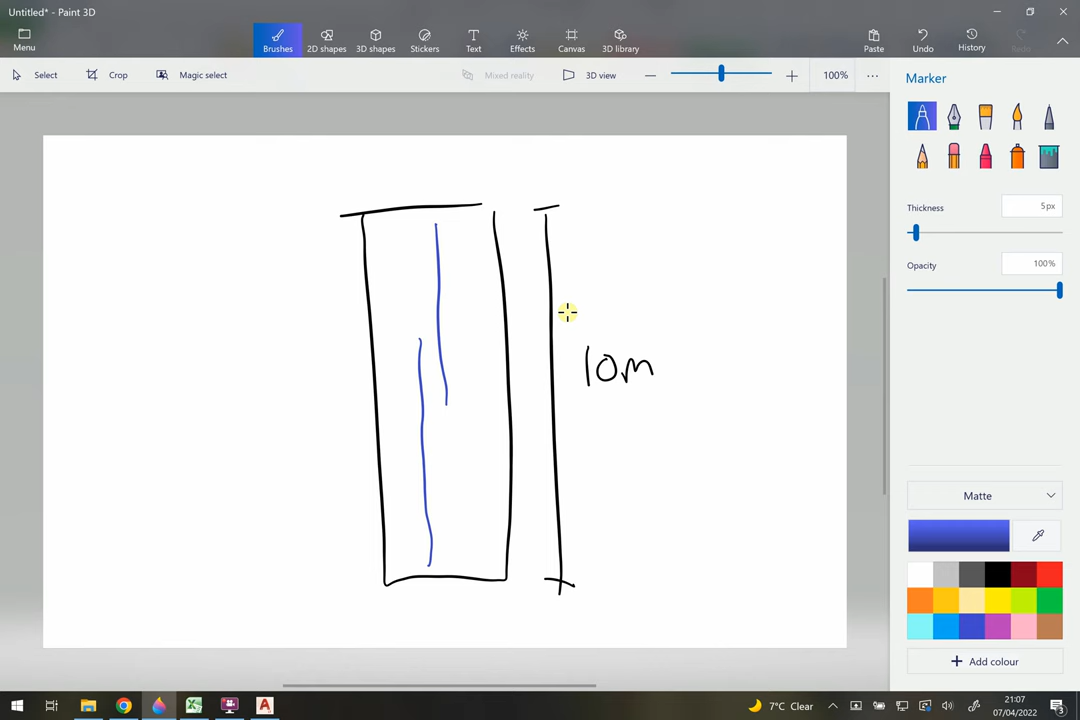 Untitled* - Paint 3D
Menu
Brushes
2D shapes
3D shapes
Stickers
Text
Effects
Canvas
3D library
Paste
Undo
History
Redo
Select
Crop
Magic select
Mixed reality
3D view
100%
Marker
Thickness
5px
Opacity
100%
10m
Matte
Add colour
7°C Clear
21:07
07/04/2022
3